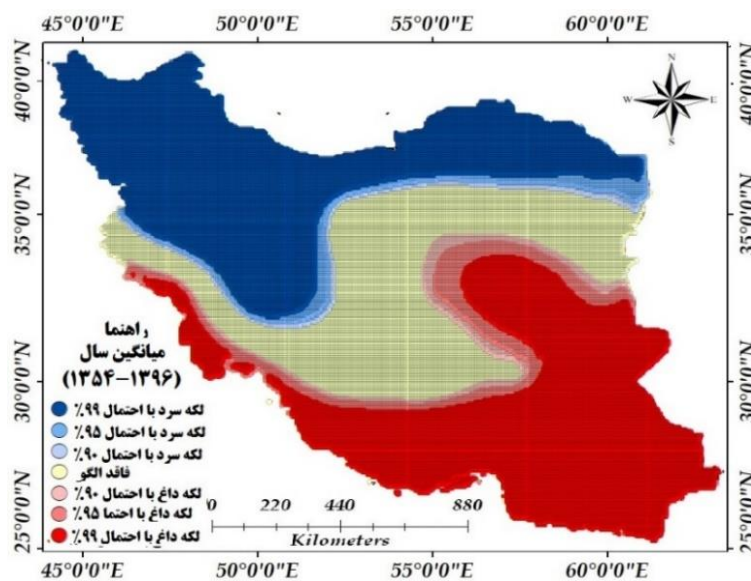 45°0'0"E 50°0'0"E 55°0'0"E 60°0'0"E
40°0'0"N
35°0'0"N
30°0'0"N
25°0'0"N
N
W E
S
40°0'0"N
35°0'0"N
30°0'0"N
25°0'0"N
راهنما
میانگین سال
(۱۳۵۴-۱۳۹۶)
لکه سرد با احتمال ۹۹٪
لکه سرد با احتمال ۹۵٪
لکه سرد با احتمال ۹۰٪
فاقد الگو
لکه داغ با احتمال ۹۰٪
لکه داغ با احتما ۹۵٪
لکه داغ با احتمال ۹۹٪
0 220 440 880
Kilometers
45°0'0"E 50°0'0"E 55°0'0"E 60°0'0"E